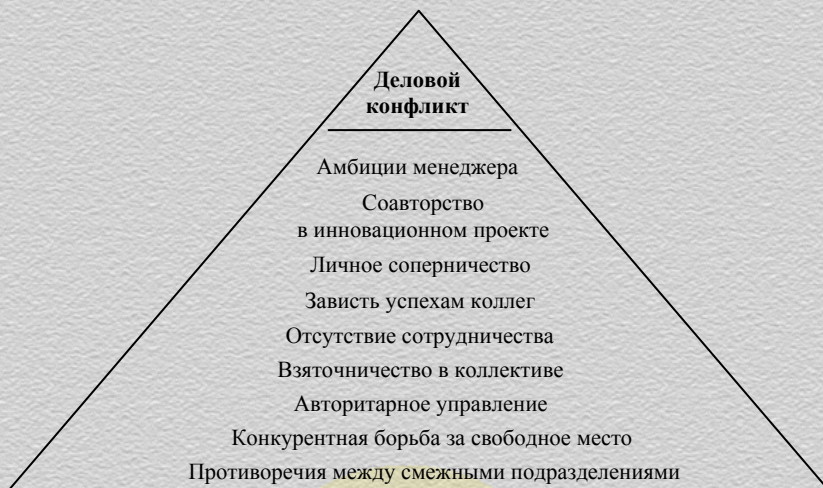 Деловой
конфликт
Амбиции менеджера
Соавторство
в инновационном проекте
Личное соперничество
Зависть успехам коллег
Отсутствие сотрудничества
Взяточничество в коллективе
Авторитарное управление
Конкурентная борьба за свободное место
Противоречия между смежными подразделениями